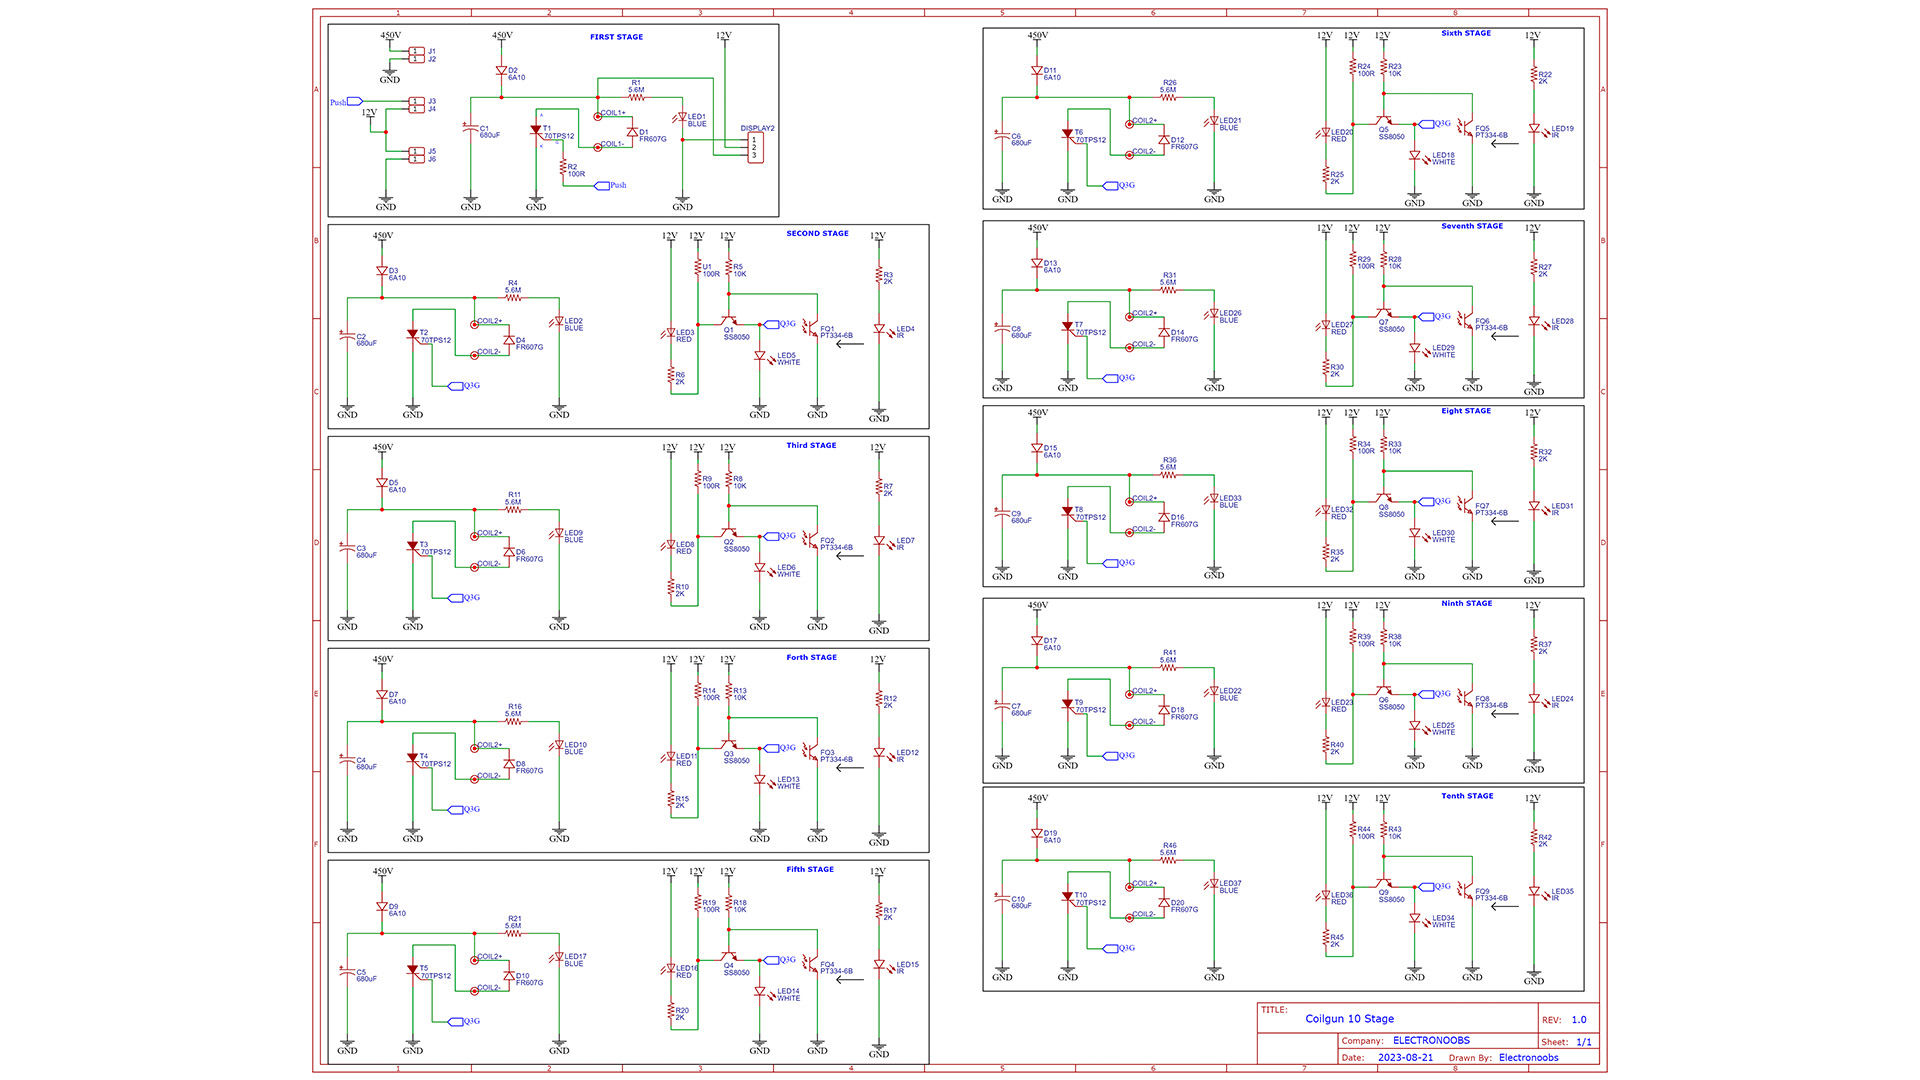 1 2 3 4 5 6 7 8
A
B
C
D
E
F
FIRST STAGE
450V
J1
J2
GND
Push
J3
J4
12V
J5
J6
GND
450V
D2
6A10
C1
680uF
GND
T1
70TPS12
GND
R2
100R
Push
COIL1+
COIL1-
R1
5.6M
D1
FR607G
LED1
BLUE
GND
12V
DISPLAY2
1
2
3
SECOND STAGE
450V
D3
6A10
C2
680uF
GND
T2
70TPS12
GND
Q3G
COIL2+
COIL2-
R4
5.6M
D4
FR607G
LED2
BLUE
GND
12V 12V 12V 12V
U1
100R
R5
10K
R3
2K
LED3
RED
R6
2K
Q1
SS8050
Q3G
LED5
WHITE
GND
FQ1
PT334-6B
GND
LED4
IR
GND
Third STAGE
450V
D5
6A10
C3
680uF
GND
T3
70TPS12
GND
Q3G
COIL2+
COIL2-
R11
5.6M
D6
FR607G
LED9
BLUE
GND
12V 12V 12V 12V
R9
100R
R8
10K
R7
2K
LED8
RED
R10
2K
Q2
SS8050
Q3G
LED6
WHITE
GND
FQ2
PT334-6B
GND
LED7
IR
GND
Forth STAGE
450V
D7
6A10
C4
680uF
GND
T4
70TPS12
GND
Q3G
COIL2+
COIL2-
R16
5.6M
D8
FR607G
LED10
BLUE
GND
12V 12V 12V 12V
R14
100R
R13
10K
R12
2K
LED11
RED
R15
2K
Q3
SS8050
Q3G
LED13
WHITE
GND
FQ3
PT334-6B
GND
LED12
IR
GND
Fifth STAGE
450V
D9
6A10
C5
680uF
GND
T5
70TPS12
GND
Q3G
COIL2+
COIL2-
R21
5.6M
D10
FR607G
LED17
BLUE
GND
12V 12V 12V 12V
R19
100R
R18
10K
R17
2K
LED16
RED
R20
2K
Q4
SS8050
Q3G
LED14
WHITE
GND
FQ4
PT334-6B
GND
LED15
IR
GND
Sixth STAGE
450V
D11
6A10
C6
680uF
GND
T6
70TPS12
GND
Q3G
COIL2+
COIL2-
R26
5.6M
D12
FR607G
LED21
BLUE
GND
12V 12V 12V 12V
R24
100R
R23
10K
R22
2K
LED20
RED
R25
2K
Q5
SS8050
Q3G
LED18
WHITE
GND
FQ5
PT334-6B
GND
LED19
IR
GND
Seventh STAGE
450V
D13
6A10
C8
680uF
GND
T7
70TPS12
GND
Q3G
COIL2+
COIL2-
R31
5.6M
D14
FR607G
LED26
BLUE
GND
12V 12V 12V 12V
R29
100R
R28
10K
R27
2K
LED27
RED
R30
2K
Q7
SS8050
Q3G
LED29
WHITE
GND
FQ6
PT334-6B
GND
LED28
IR
GND
Eight STAGE
450V
D15
6A10
C9
680uF
GND
T8
70TPS12
GND
Q3G
COIL2+
COIL2-
R36
5.6M
D16
FR607G
LED33
BLUE
GND
12V 12V 12V 12V
R34
100R
R33
10K
R32
2K
LED32
RED
R35
2K
Q8
SS8050
Q3G
LED30
WHITE
GND
FQ7
PT334-6B
GND
LED31
IR
GND
Ninth STAGE
450V
D17
6A10
C7
680uF
GND
T9
70TPS12
GND
Q3G
COIL2+
COIL2-
R41
5.6M
D18
FR607G
LED22
BLUE
GND
12V 12V 12V 12V
R39
100R
R38
10K
R37
2K
LED23
RED
R40
2K
Q6
SS8050
Q3G
LED25
WHITE
GND
FQ8
PT334-6B
GND
LED24
IR
GND
Tenth STAGE
450V
D19
6A10
C10
680uF
GND
T10
70TPS12
GND
Q3G
COIL2+
COIL2-
R46
5.6M
D20
FR607G
LED37
BLUE
GND
12V 12V 12V 12V
R44
100R
R43
10K
R42
2K
LED36
RED
R45
2K
Q9
SS8050
Q3G
LED34
WHITE
GND
FQ9
PT334-6B
GND
LED35
IR
GND
TITLE:
Coilgun 10 Stage
REV: 1.0
Company: ELECTRONOOBS
Sheet: 1/1
Date: 2023-08-21 Drawn By: Electronoobs
1 2 3 4 5 6 7 8